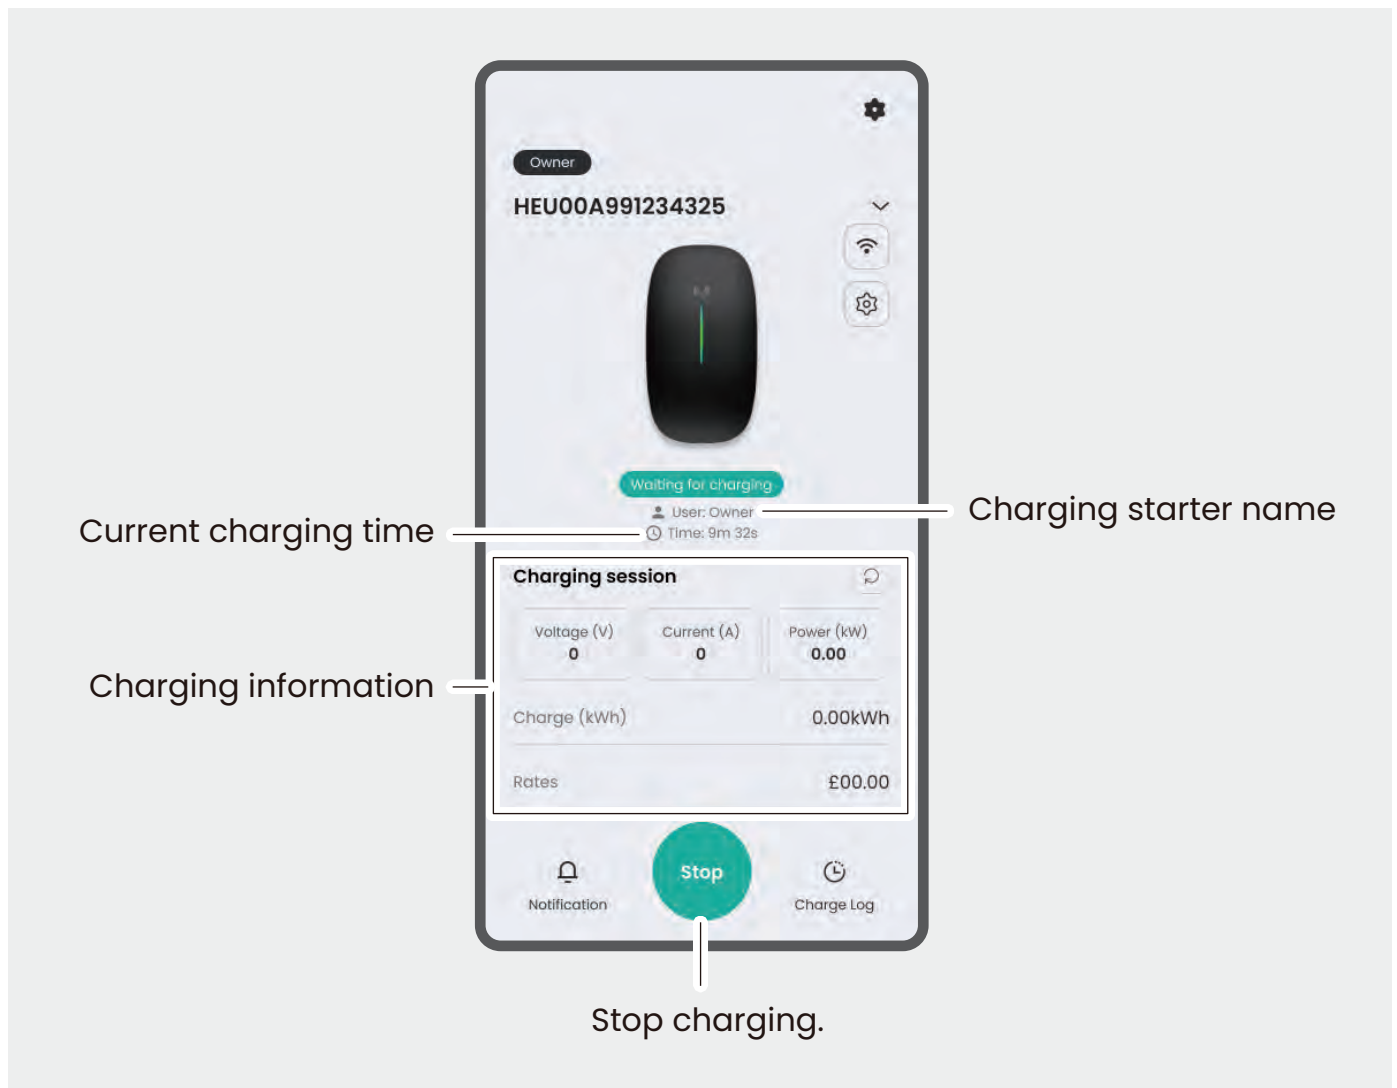 Owner
HEU00A991234325
Waiting for charging
User: Owner
Charging starter name
Current charging time
Time: 9m 32s
Charging session
Voltage (V) Current (A) Power (kW)
0 0 0.00
Charging information
Charge (kWh) 0.00kWh
Rates £00.00
Stop
Notification Charge Log
Stop charging.